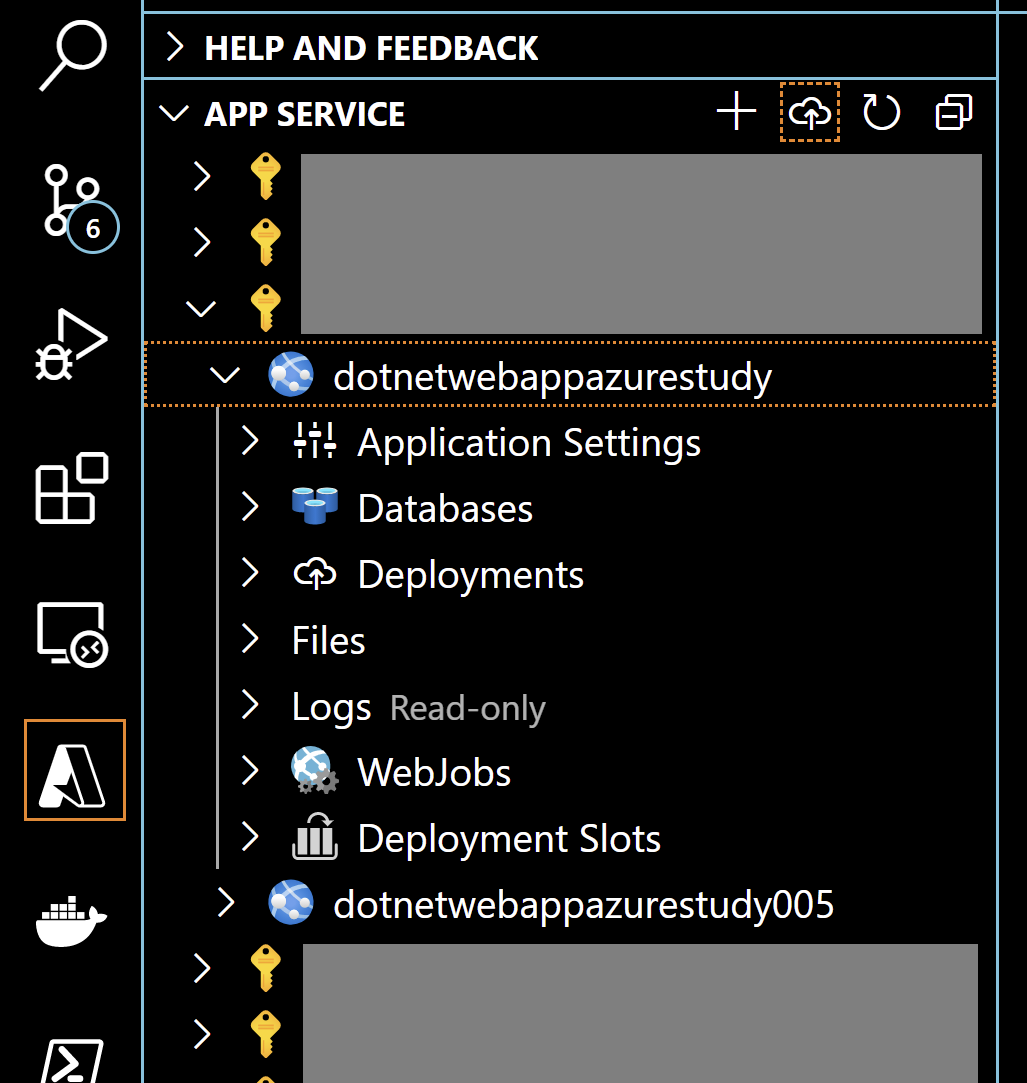 HELP AND FEEDBACK
APP SERVICE
6
dotnetwebappazurestudy
Application Settings
Databases
Deployments
Files
Logs Read-only
WebJobs
Deployment Slots
dotnetwebappazurestudy005